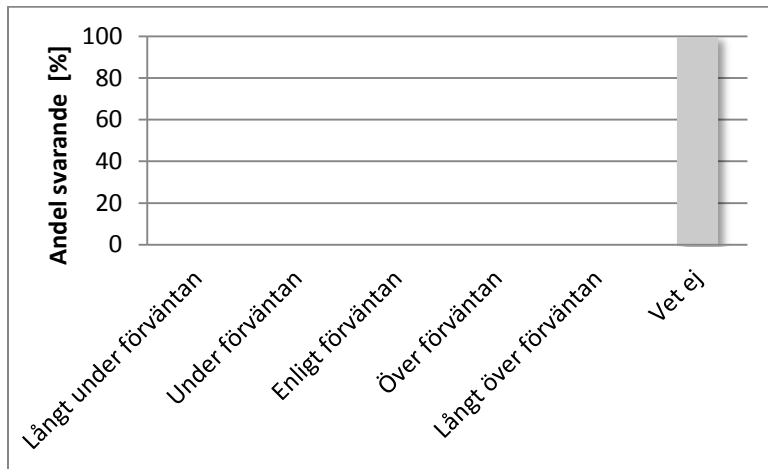 Andel svarande [%]
100
80
60
40
20
0
Långt under förväntan
Under förväntan
Enligt förväntan
Över förväntan
Långt över förväntan
Vet ej